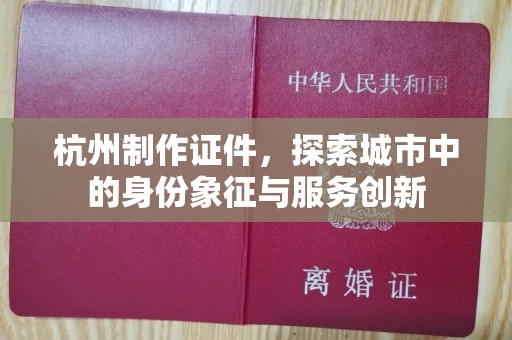 中华人民共和国
杭州制作证件，探索城市中
的身份象征与服务创新
离婚证